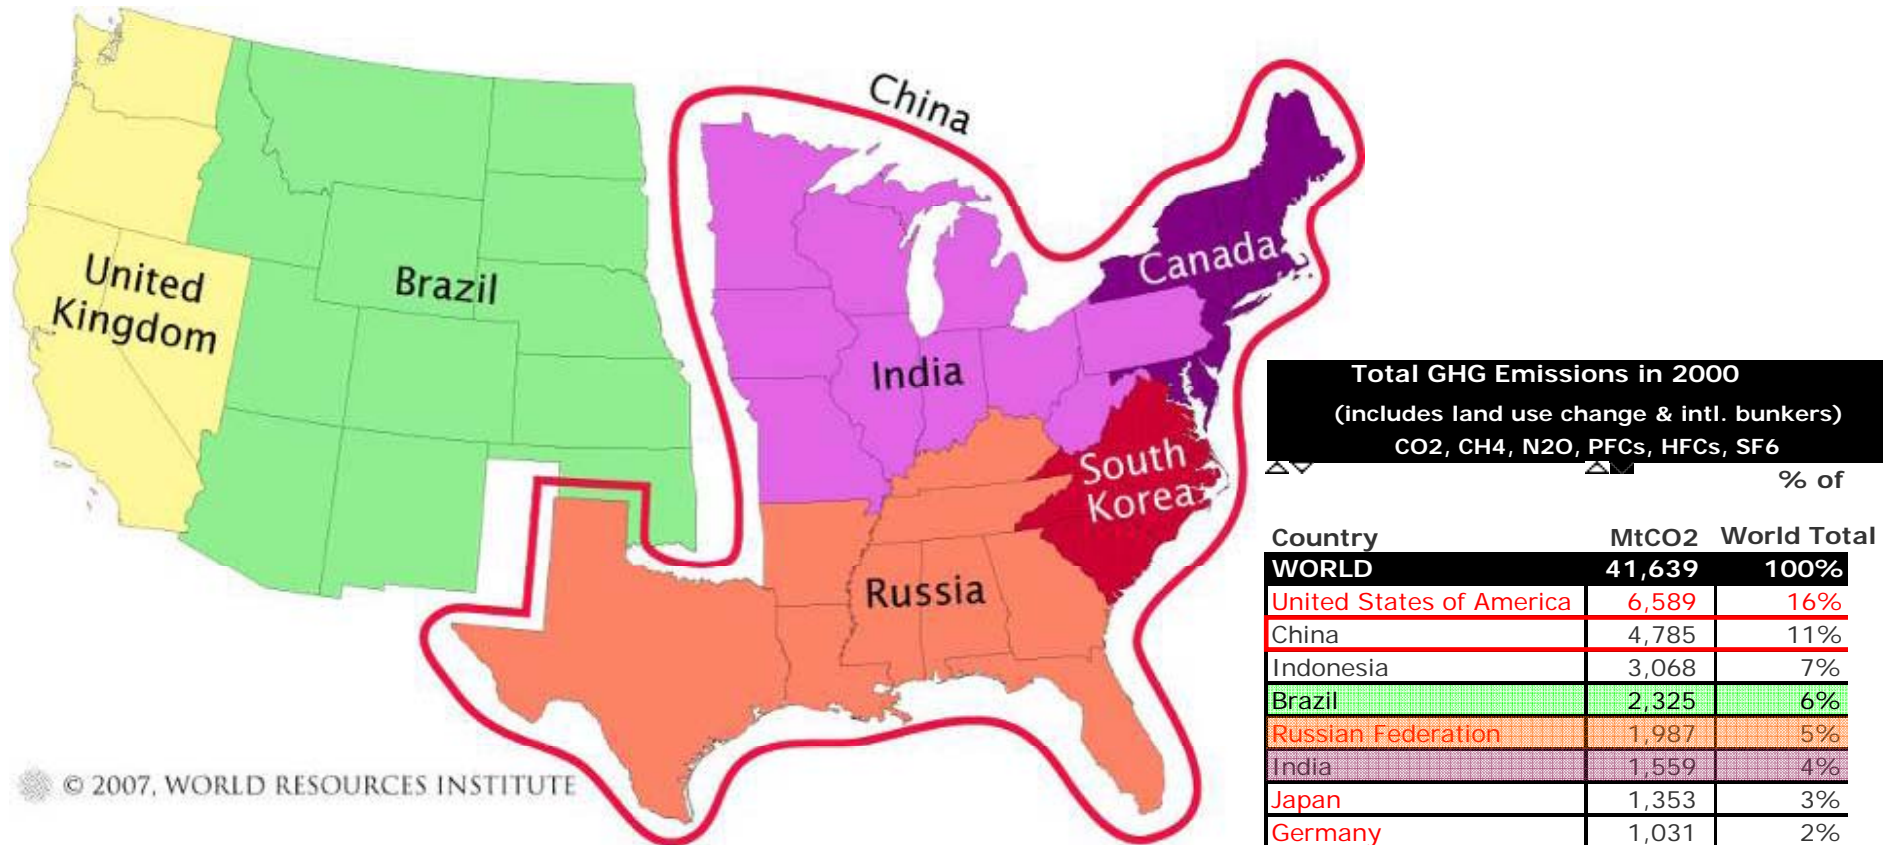 China
Canada
United
Kingdom
Brazil
India
South
Korea
Russia
© 2007, WORLD RESOURCES INSTITUTE
Total GHG Emissions in 2000
(includes land use change & intl. bunkers)
CO2, CH4, N2O, PFCs, HFCs, SF6
% of
Country MtCO2 World Total
WORLD 41,639 100%
United States of America 6,589 16%
China 4,785 11%
Indonesia 3,068 7%
Brazil 2,325 6%
Russian Federation 1,987 5%
India 1,559 4%
Japan 1,353 3%
Germany 1,031 2%